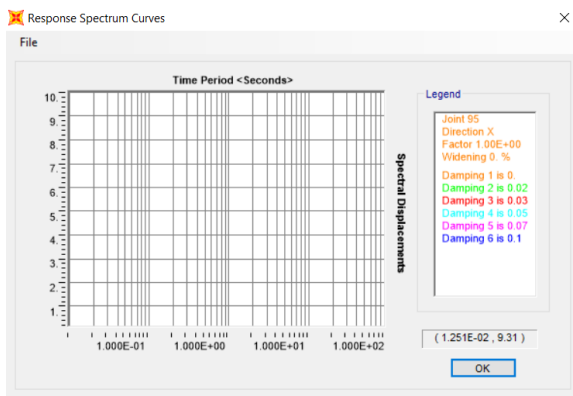 Response Spectrum Curves
File
Time Period <Seconds>
10.
9.
8.
7.
6.
5.
4.
3.
2.
1.
1.000E-01 1.000E+00 1.000E+01 1.000E+02
Spectral Displacements
Legend
Joint 95
Direction X
Factor 1.00E+00
Widening 0. %
Damping 1 is 0.
Damping 2 is 0.02
Damping 3 is 0.03
Damping 4 is 0.05
Damping 5 is 0.07
Damping 6 is 0.1
( 1.251E-02 , 9.31 )
OK